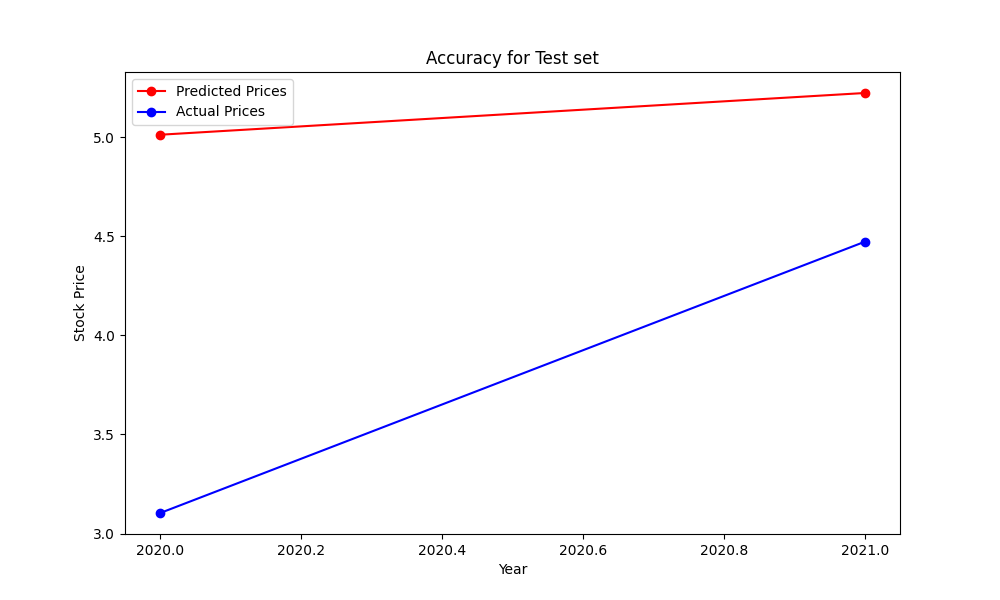 Accuracy for Test set
Predicted Prices
Actual Prices
Stock Price
5.0
4.5
4.0
3.5
3.0
2020.0 2020.2 2020.4 2020.6 2020.8 2021.0
Year